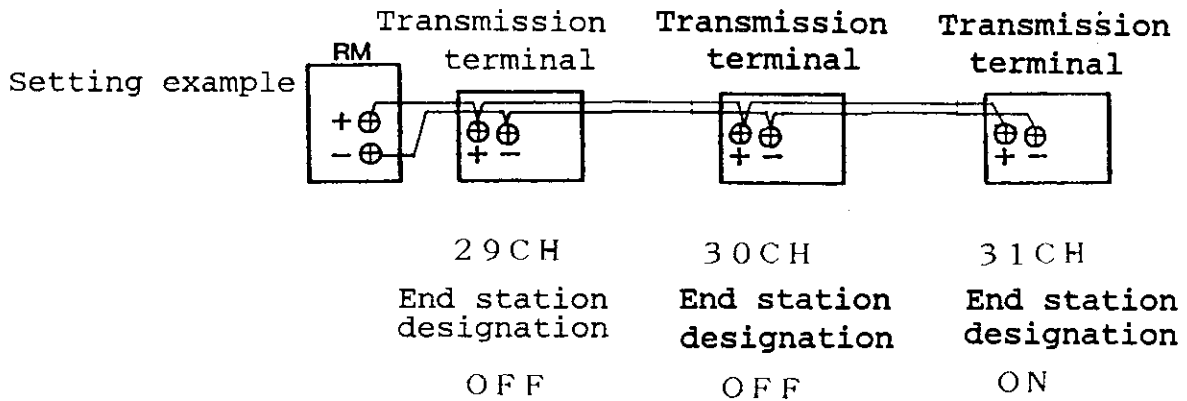 Transmission terminal
Transmission terminal
Transmission terminal
Setting example
RM
+
−
+ −
+ −
+ −
29CH
30CH
31CH
End station designation
End station designation
End station designation
OFF
OFF
ON